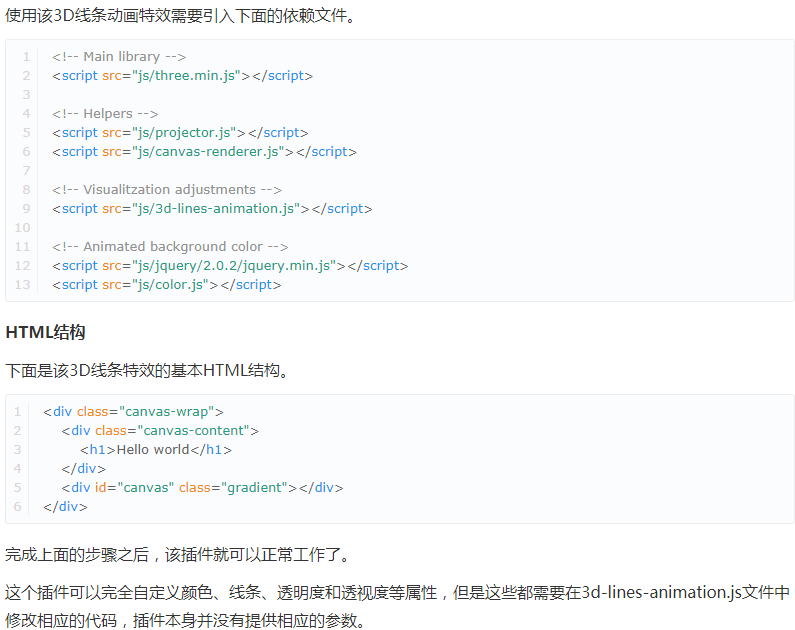 使用该3D线条动画特效需要引入下面的依赖文件。
1 <!-- Main library -->
2 <script src="js/three.min.js"></script>
3
4 <!-- Helpers -->
5 <script src="js/projector.js"></script>
6 <script src="js/canvas-renderer.js"></script>
7
8 <!-- Visualitzation adjustments -->
9 <script src="js/3d-lines-animation.js"></script>
10
11 <!-- Animated background color -->
12 <script src="js/jquery/2.0.2/jquery.min.js"></script>
13 <script src="js/color.js"></script>
HTML结构
下面是该3D线条特效的基本HTML结构。
1 <div class="canvas-wrap">
2 <div class="canvas-content">
3 <h1>Hello world</h1>
4 </div>
5 <div id="canvas" class="gradient"></div>
6 </div>
完成上面的步骤之后，该插件就可以正常工作了。
这个插件可以完全自定义颜色、线条、透明度和透视度等属性，但是这些都需要在3d-lines-animation.js文件中
修改相应的代码，插件本身并没有提供相应的参数。